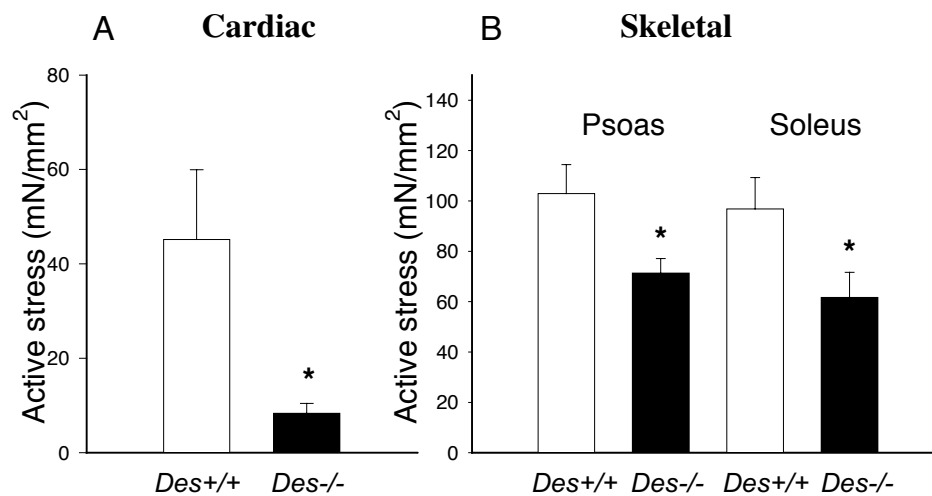 A Cardiac
Active stress (mN/mm²)
80
60
40
20
0
*
Des+/+ Des-/-
B Skeletal
Active stress (mN/mm²)
140
120
100
80
60
40
20
0
Psoas Soleus
* *
Des+/+ Des-/- Des+/+ Des-/-